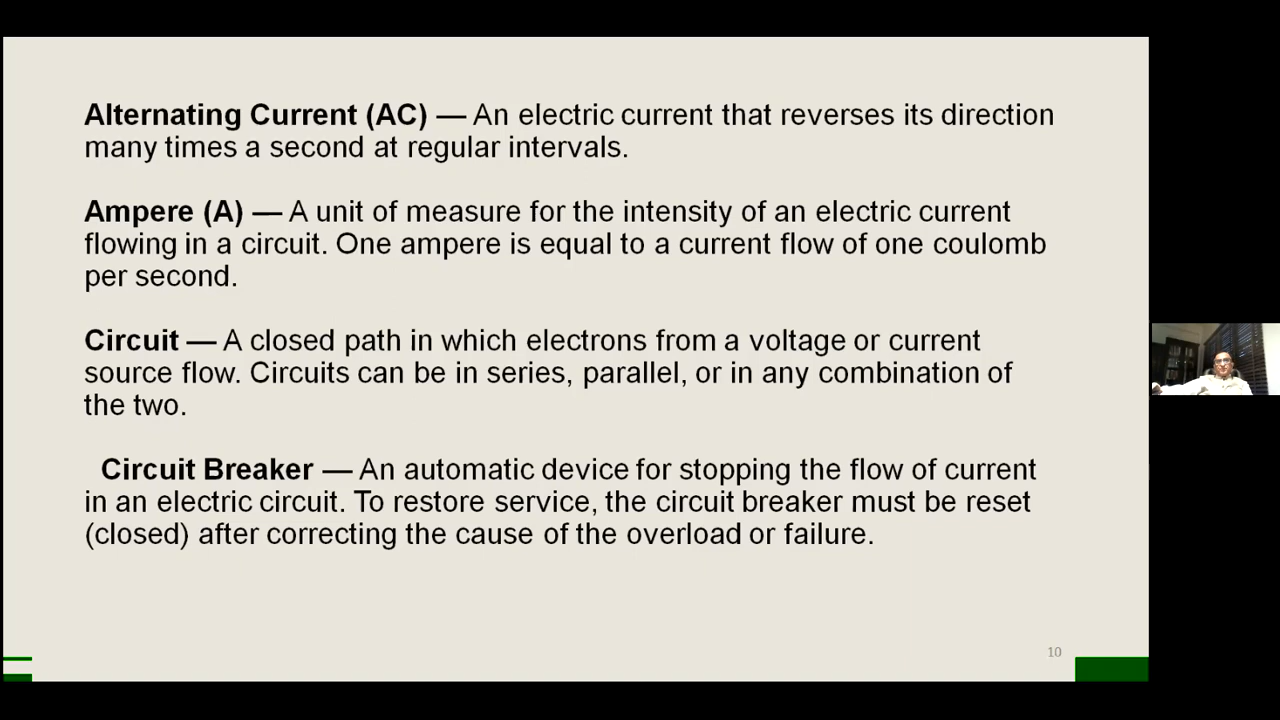 Alternating Current (AC) — An electric current that reverses its direction
many times a second at regular intervals.
Ampere (A) — A unit of measure for the intensity of an electric current
flowing in a circuit. One ampere is equal to a current flow of one coulomb
per second.
Circuit — A closed path in which electrons from a voltage or current
source flow. Circuits can be in series, parallel, or in any combination of
the two.
Circuit Breaker — An automatic device for stopping the flow of current
in an electric circuit. To restore service, the circuit breaker must be reset
(closed) after correcting the cause of the overload or failure.
10